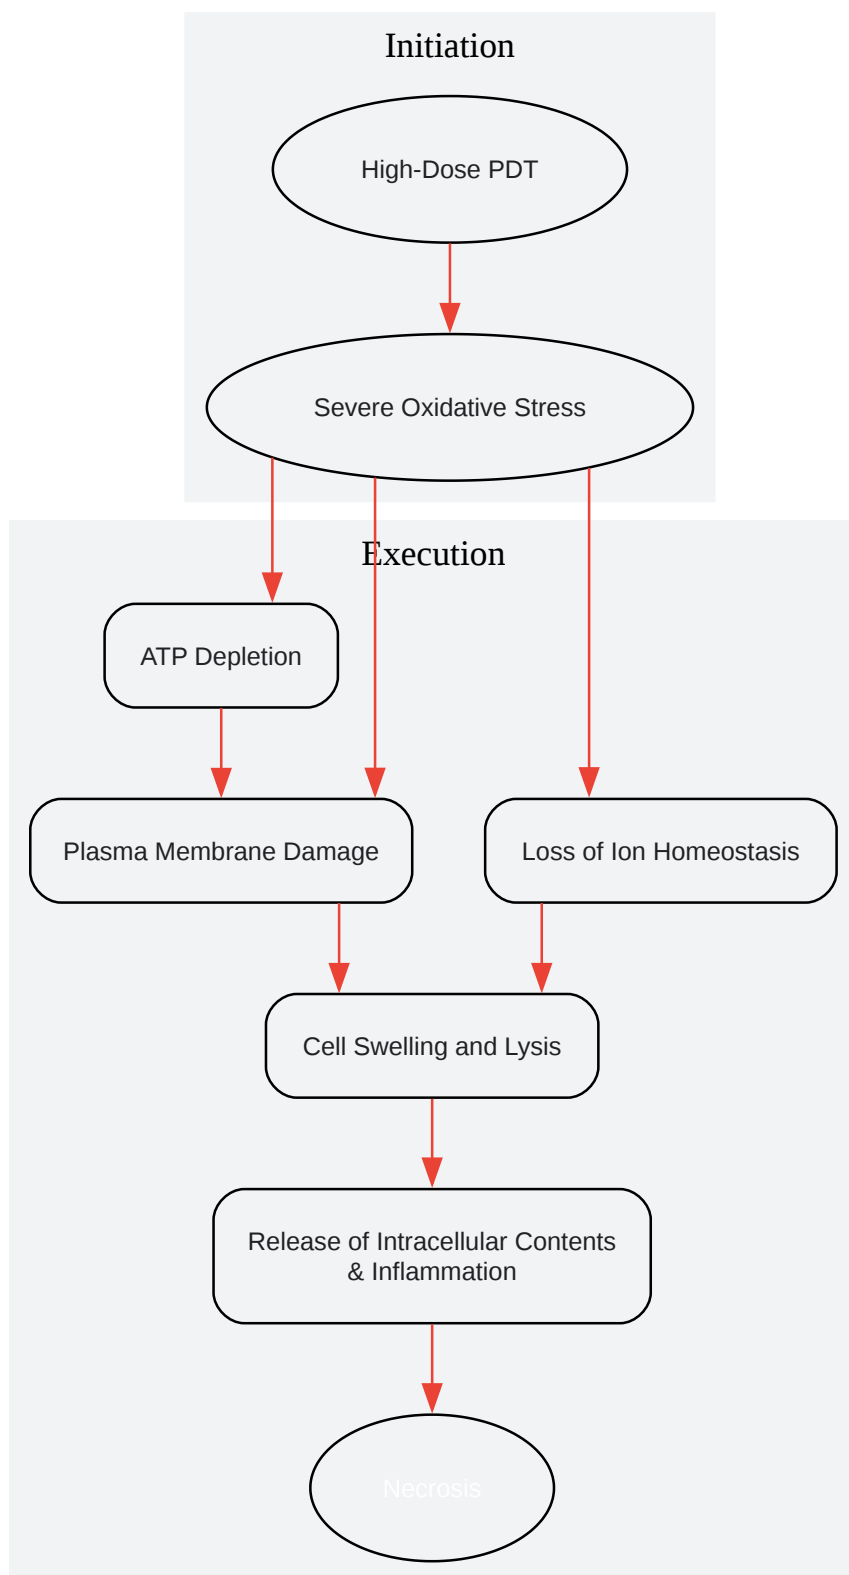 Initiation
High-Dose PDT
Severe Oxidative Stress
Execution
ATP Depletion
Plasma Membrane Damage
Loss of Ion Homeostasis
Cell Swelling and Lysis
Release of Intracellular Contents
& Inflammation
Necrosis